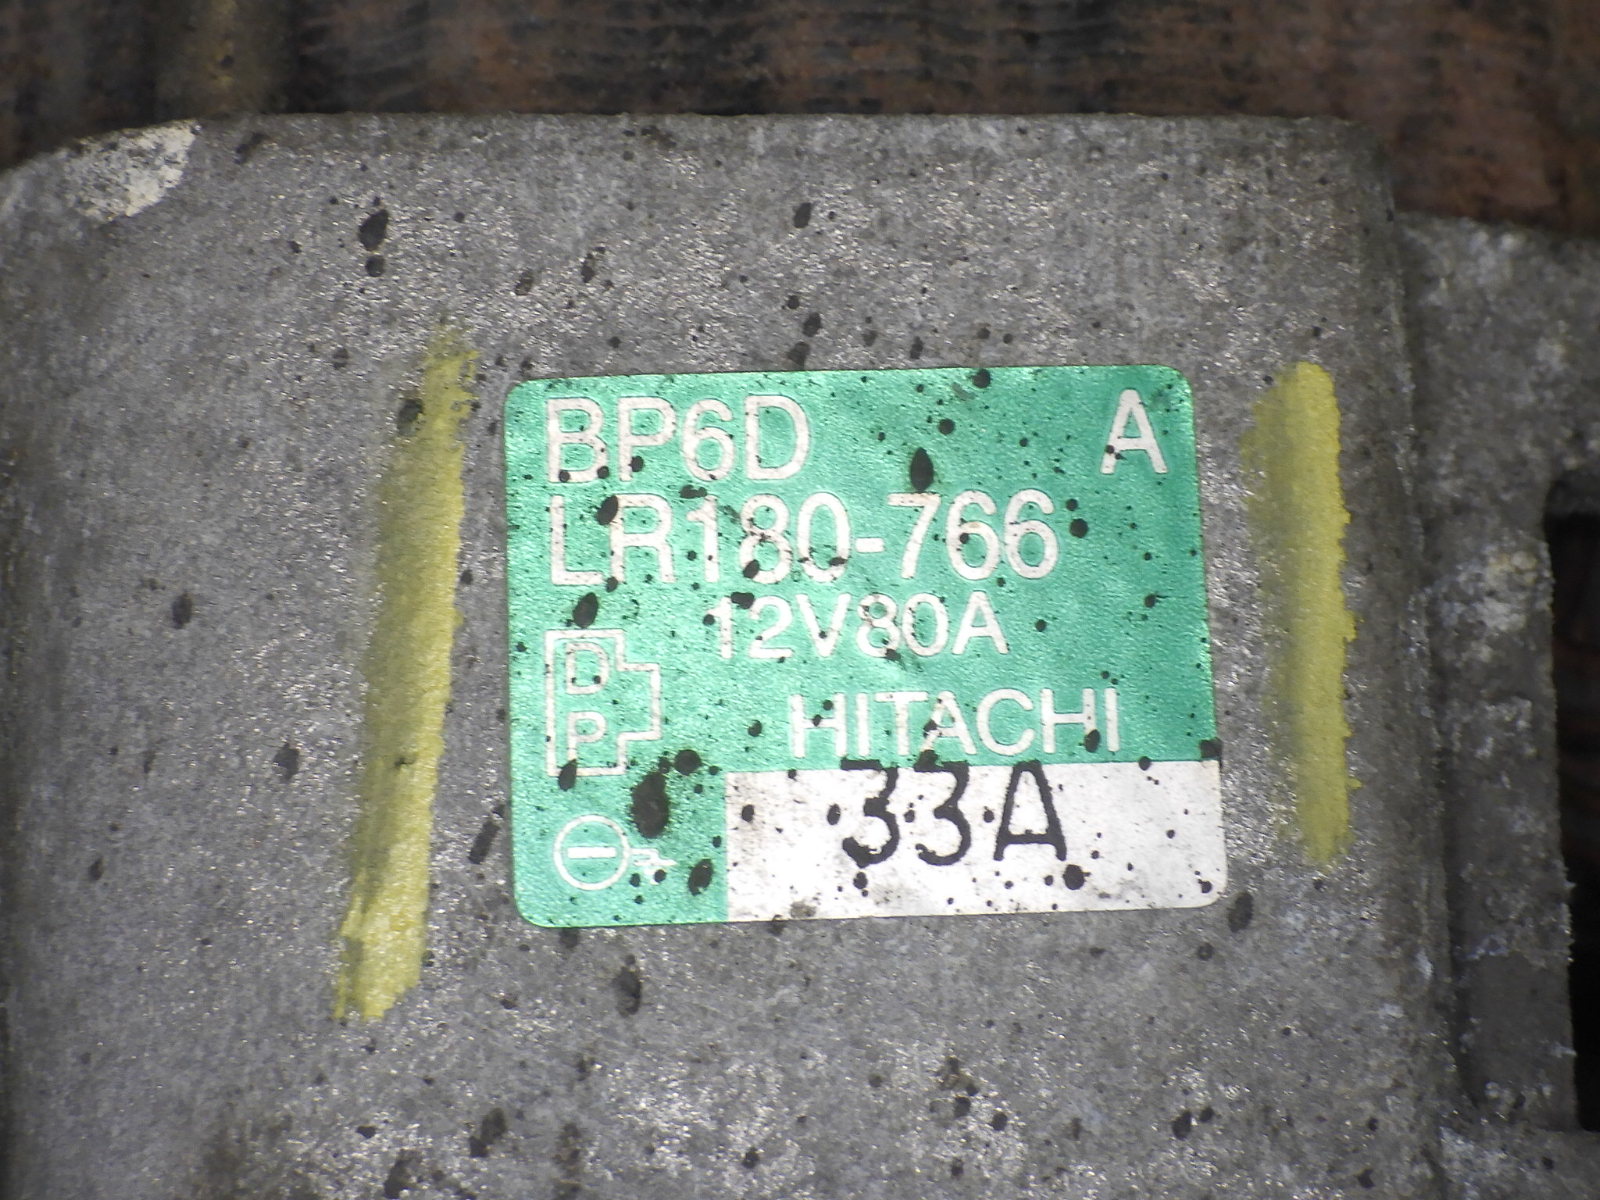 BP6D A
LR180-766
12V80A
D
P
HITACHI
33A